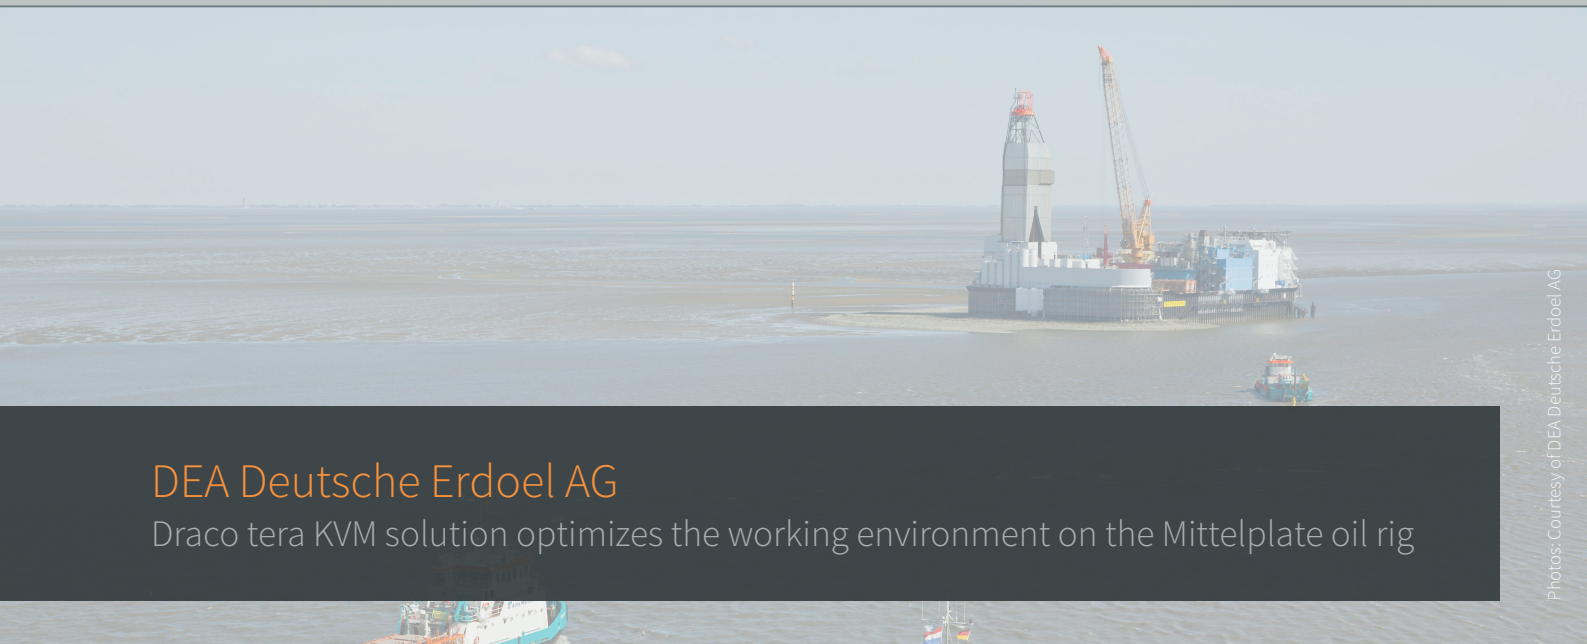 DEA Deutsche Erdoel AG
Draco tera KVM solution optimizes the working environment on the Mittelplate oil rig
Photos: Courtesy of DEA Deutsche Erdoel AG